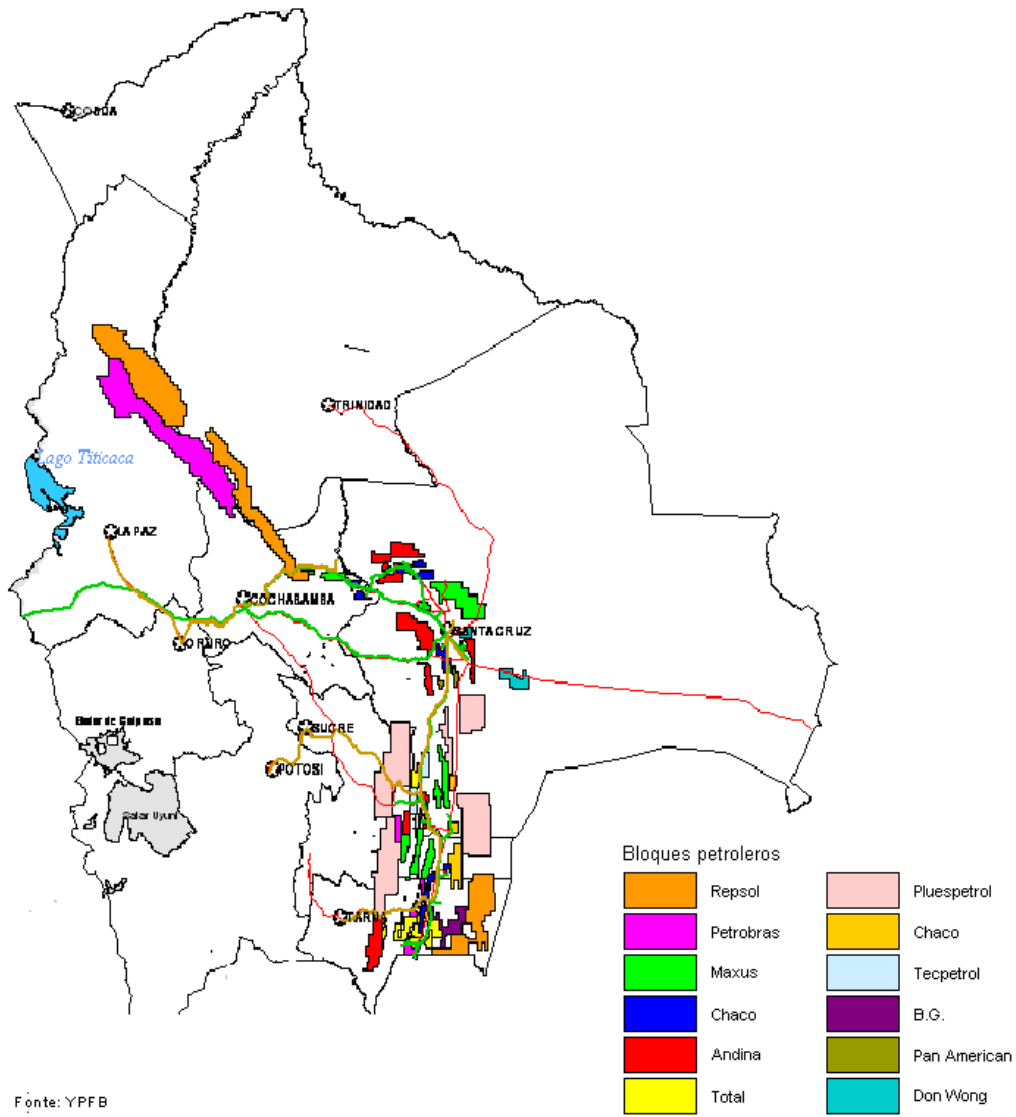 COBIJA
TRINIDAD
Lago Titicaca
LA PAZ
COCHABAMBA
ORURO
SANTA CRUZ
SUCRE
POTOSI
Salar Uyuni
TARIJA
Bloques petroleros
Repsol
Pluespetrol
Petrobras
Chaco
Maxus
Tecpetrol
Chaco
B.G.
Andina
Pan American
Total
Don Wong
Fonte: YPFB